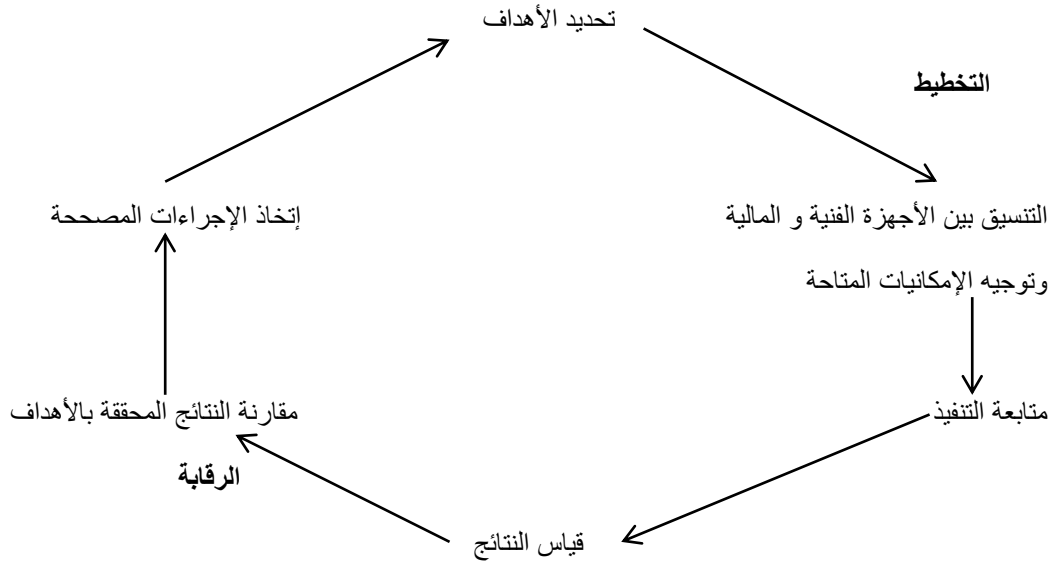 تحديد الأهداف
التخطيط
التنسيق بين الأجهزة الفنية و المالية
وتوجيه الإمكانيات المتاحة
إتخاذ الإجراءات المصححة
متابعة التنفيذ
مقارنة النتائج المحققة بالأهداف
الرقابة
قياس النتائج